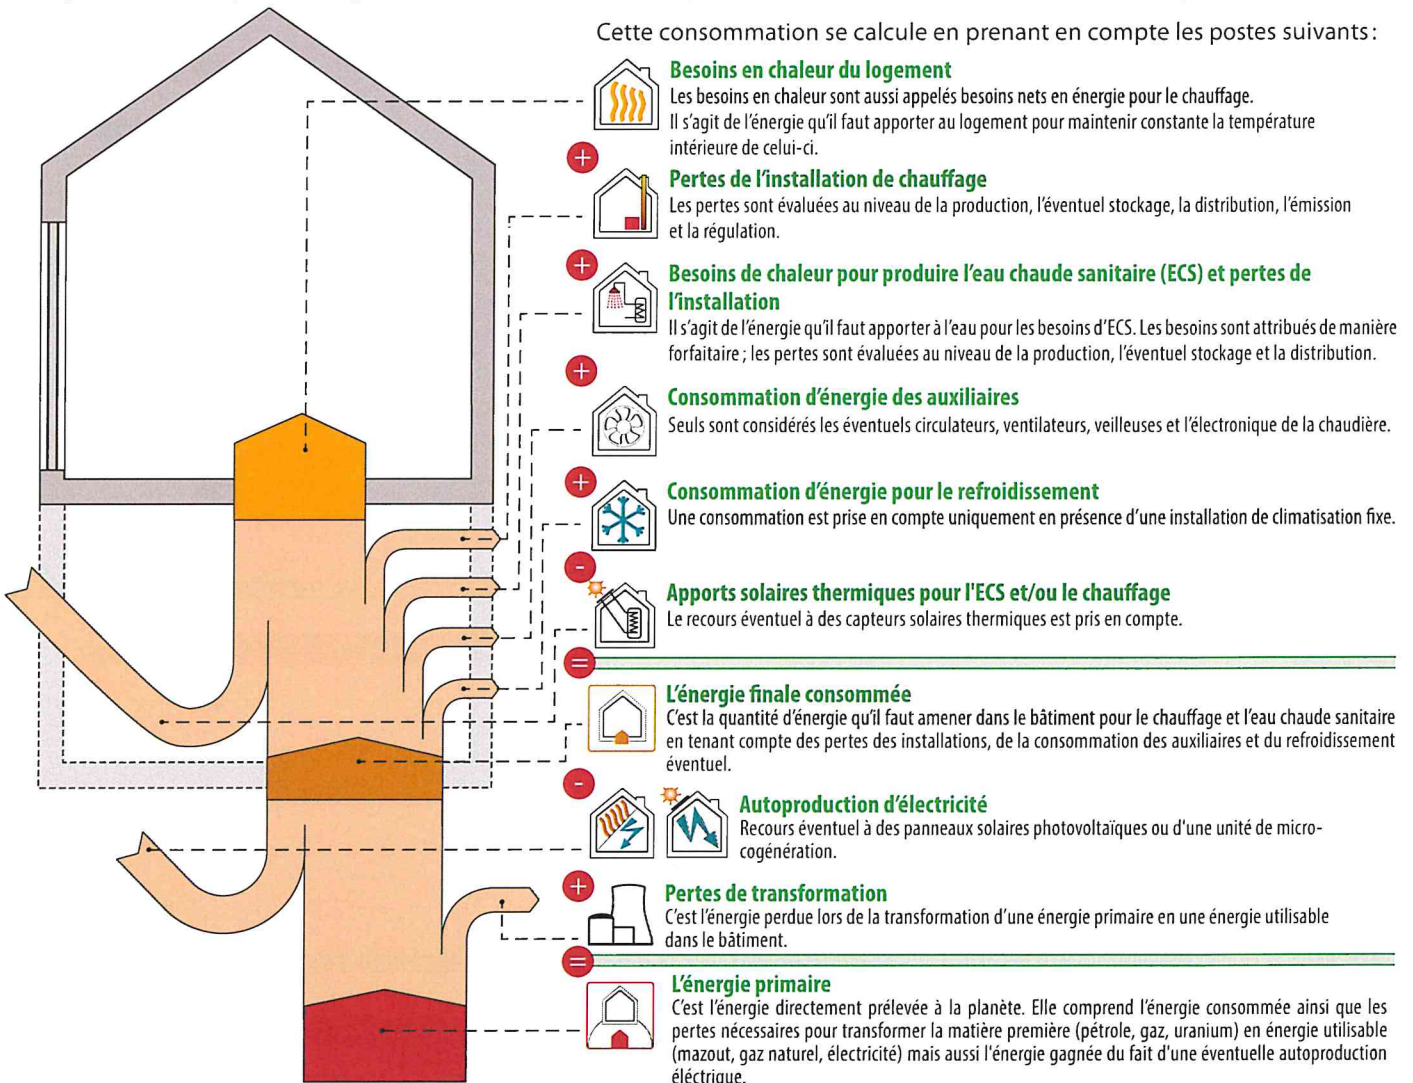 Cette consommation se calcule en prenant en compte les postes suivants :
Besoins en chaleur du logement
Les besoins en chaleur sont aussi appelés besoins nets en énergie pour le chauffage.
Il s'agit de l'énergie qu'il faut apporter au logement pour maintenir constante la température
intérieure de celui-ci.
+
Pertes de l'installation de chauffage
Les pertes sont évaluées au niveau de la production, l'éventuel stockage, la distribution, l'émission
et la régulation.
+
Besoins de chaleur pour produire l'eau chaude sanitaire (ECS) et pertes de
l'installation
Il s'agit de l'énergie qu'il faut apporter à l'eau pour les besoins d'ECS. Les besoins sont attribués de manière
forfaitaire ; les pertes sont évaluées au niveau de la production, l'éventuel stockage et la distribution.
+
Consommation d'énergie des auxiliaires
Seuls sont considérés les éventuels circulateurs, ventilateurs, veilleuses et l'électronique de la chaudière.
+
Consommation d'énergie pour le refroidissement
Une consommation est prise en compte uniquement en présence d'une installation de climatisation fixe.
-
Apports solaires thermiques pour l'ECS et/ou le chauffage
Le recours éventuel à des capteurs solaires thermiques est pris en compte.
=
L'énergie finale consommée
C'est la quantité d'énergie qu'il faut amener dans le bâtiment pour le chauffage et l'eau chaude sanitaire
en tenant compte des pertes des installations, de la consommation des auxiliaires et du refroidissement
éventuel.
-
Autoproduction d'électricité
Recours éventuel à des panneaux solaires photovoltaïques ou d'une unité de micro-
cogénération.
+
Pertes de transformation
C'est l'énergie perdue lors de la transformation d'une énergie primaire en une énergie utilisable
dans le bâtiment.
=
L'énergie primaire
C'est l'énergie directement prélevée à la planète. Elle comprend l'énergie consommée ainsi que les
pertes nécessaires pour transformer la matière première (pétrole, gaz, uranium) en énergie utilisable
(mazout, gaz naturel, électricité) mais aussi l'énergie gagnée du fait d'une éventuelle autoproduction
éléctrique.